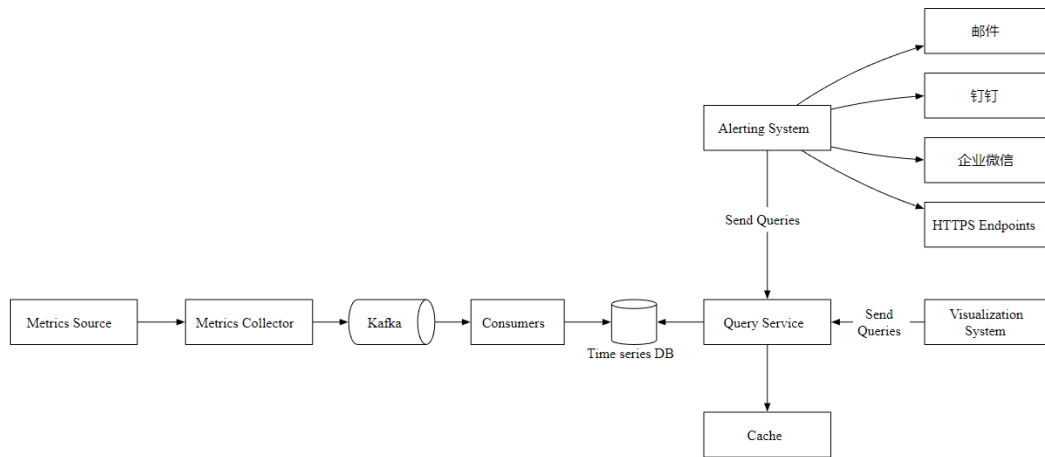 邮件
钉钉
Alerting System
企业微信
HTTPS Endpoints
Send Queries
Metrics Source
Metrics Collector
Kafka
Consumers
Time series DB
Query Service
Send
Queries
Visualization
System
Cache